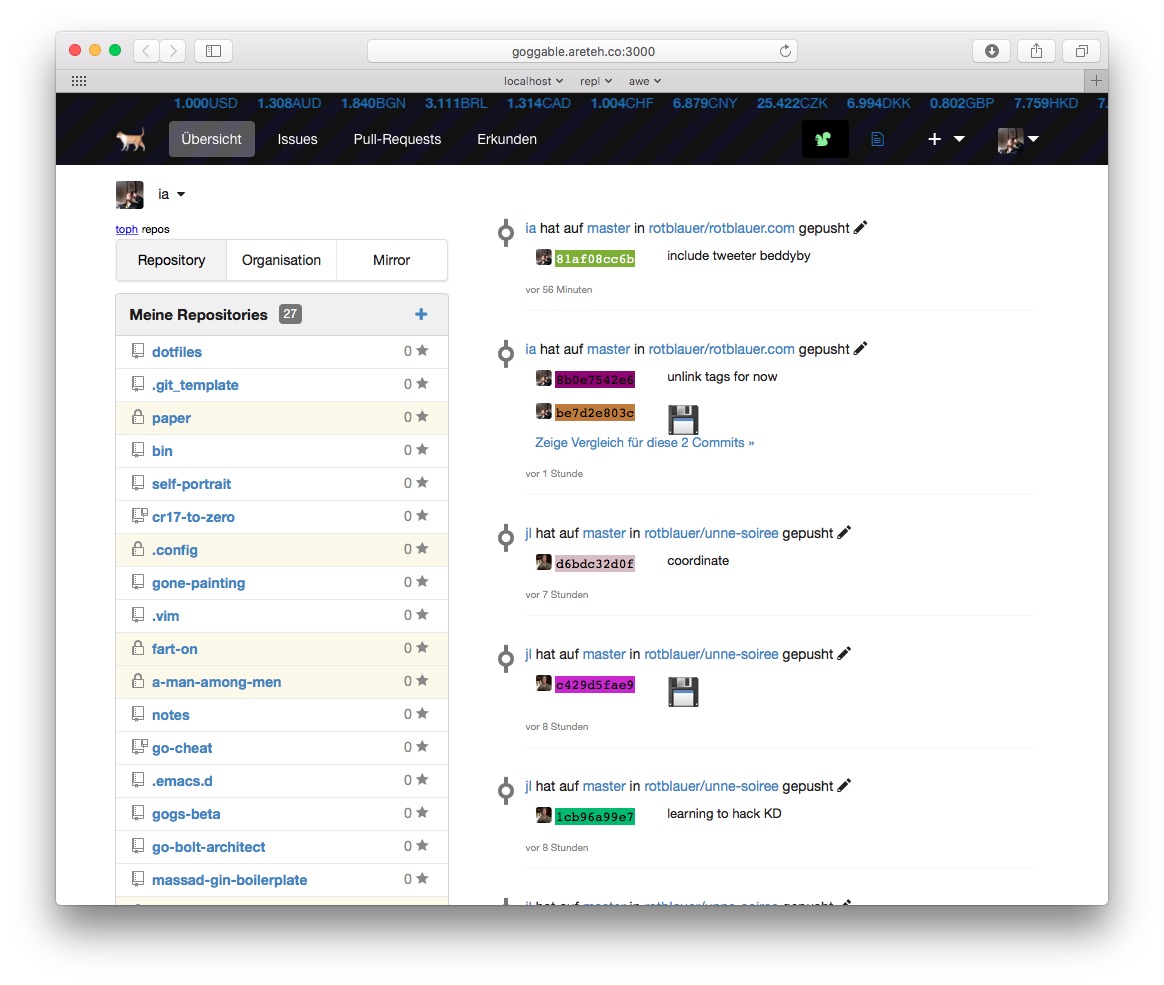 goggable.areteh.co:3000
localhost repl awe
1.000USD 1.308AUD 1.840BGN 3.111BRL 1.314CAD 1.004CHF 6.879CNY 25.422CZK 6.994DKK 0.802GBP 7.759HKD 7.
Übersicht Issues Pull-Requests Erkunden
ia
toph repos
Repository Organisation Mirror
Meine Repositories 27
dotfiles 0
.git_template 0
paper 0
bin 0
self-portrait 0
cr17-to-zero 0
.config 0
gone-painting 0
.vim 0
fart-on 0
a-man-among-men 0
notes 0
go-cheat 0
.emacs.d 0
gogs-beta 0
go-bolt-architect 0
massad-gin-boilerplate 0
ia hat auf master in rotblauer/rotblauer.com gepusht
81af08cc6b include tweeter beddyby
vor 56 Minuten
ia hat auf master in rotblauer/rotblauer.com gepusht
8b0e7542e6 unlink tags for now
be7d2e803c
Zeige Vergleich für diese 2 Commits »
vor 1 Stunde
jl hat auf master in rotblauer/unne-soiree gepusht
d6bdc32d0f coordinate
vor 7 Stunden
jl hat auf master in rotblauer/unne-soiree gepusht
c429d5fae9
vor 8 Stunden
jl hat auf master in rotblauer/unne-soiree gepusht
1cb96a99e7 learning to hack KD
vor 8 Stunden